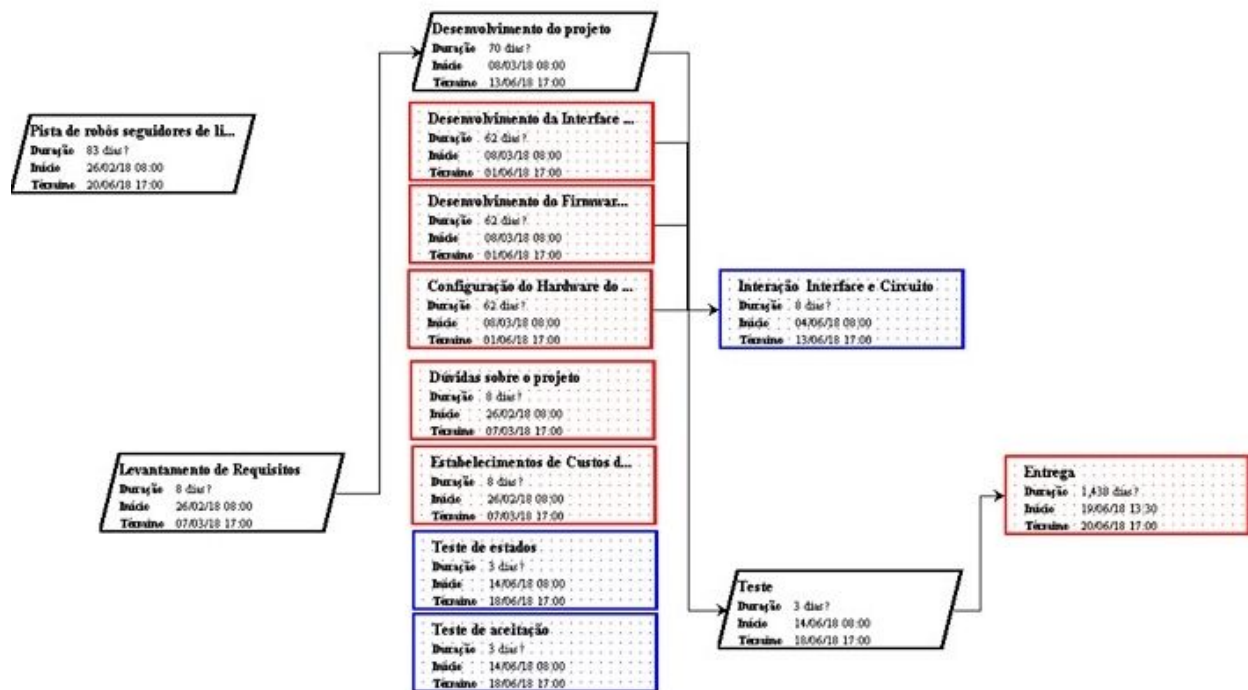 Desenvolvimento do projeto
Duração 70 dias?
Início 08/03/18 08:00
Término 13/06/18 17:00
Pista de robôs seguidores de li...
Duração 83 dias?
Início 26/02/18 08:00
Término 20/06/18 17:00
Desenvolvimento da Interface ...
Duração 62 dias?
Início 08/03/18 08:00
Término 01/06/18 17:00
Desenvolvimento do Firmwar...
Duração 62 dias?
Início 08/03/18 08:00
Término 01/06/18 17:00
Configuração do Hardware do ...
Duração 62 dias?
Início 08/03/18 08:00
Término 01/06/18 17:00
Interação Interface e Circuito
Duração 8 dias?
Início 04/06/18 08:00
Término 13/06/18 17:00
Dúvidas sobre o projeto
Duração 8 dias?
Início 26/02/18 08:00
Término 07/03/18 17:00
Levantamento de Requisitos
Duração 8 dias?
Início 26/02/18 08:00
Término 07/03/18 17:00
Estabelecimentos de Custos d...
Duração 8 dias?
Início 26/02/18 08:00
Término 07/03/18 17:00
Entrega
Duração 1,438 dias?
Início 19/06/18 13:30
Término 20/06/18 17:00
Teste de estados
Duração 3 dias?
Início 14/06/18 08:00
Término 18/06/18 17:00
Teste
Duração 3 dias?
Início 14/06/18 08:00
Término 18/06/18 17:00
Teste de aceitação
Duração 3 dias?
Início 14/06/18 08:00
Término 18/06/18 17:00